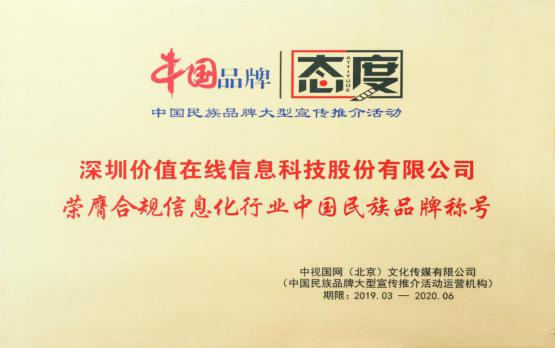 中国品牌 态度
ATTITUDE
中国民族品牌大型宣传推介活动
深圳价值在线信息科技股份有限公司
荣膺合规信息化行业中国民族品牌称号
中视国网（北京）文化传媒有限公司
（中国民族品牌大型宣传推介活动运营机构）
期限：2019.03 — 2020.06